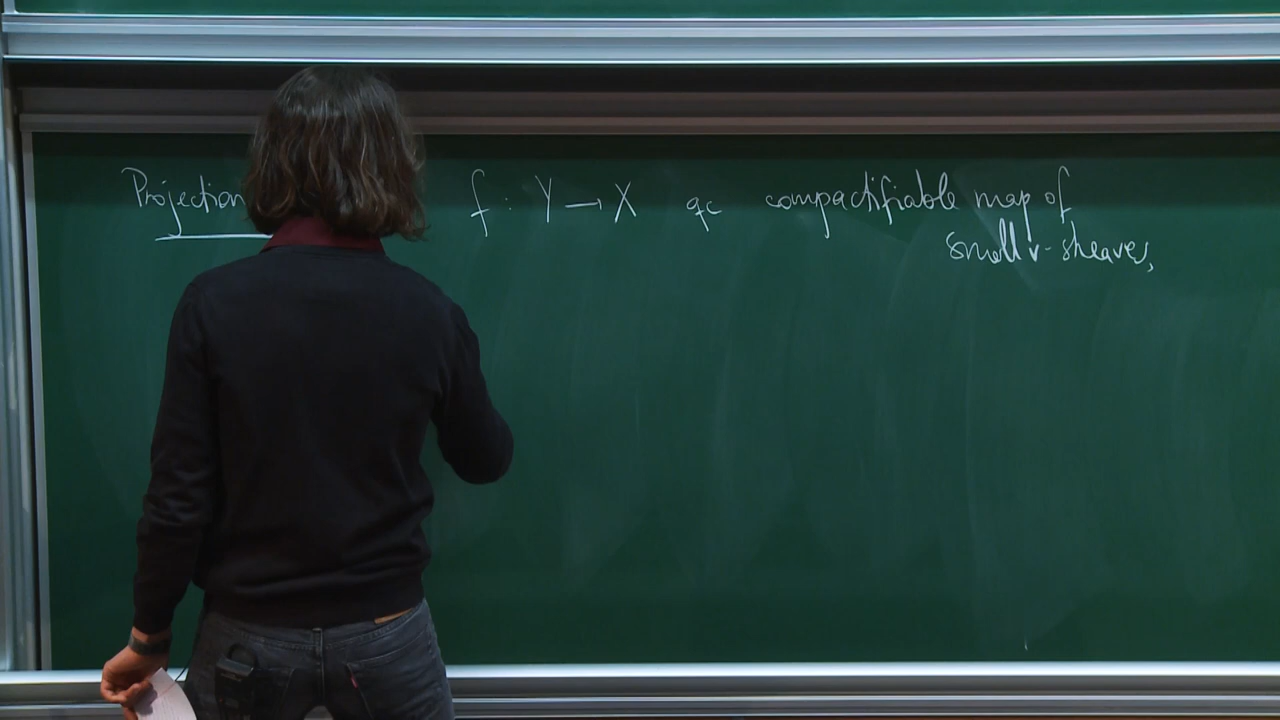 Projection f : Y → X qc compactifiable map of
small v-sheaves,